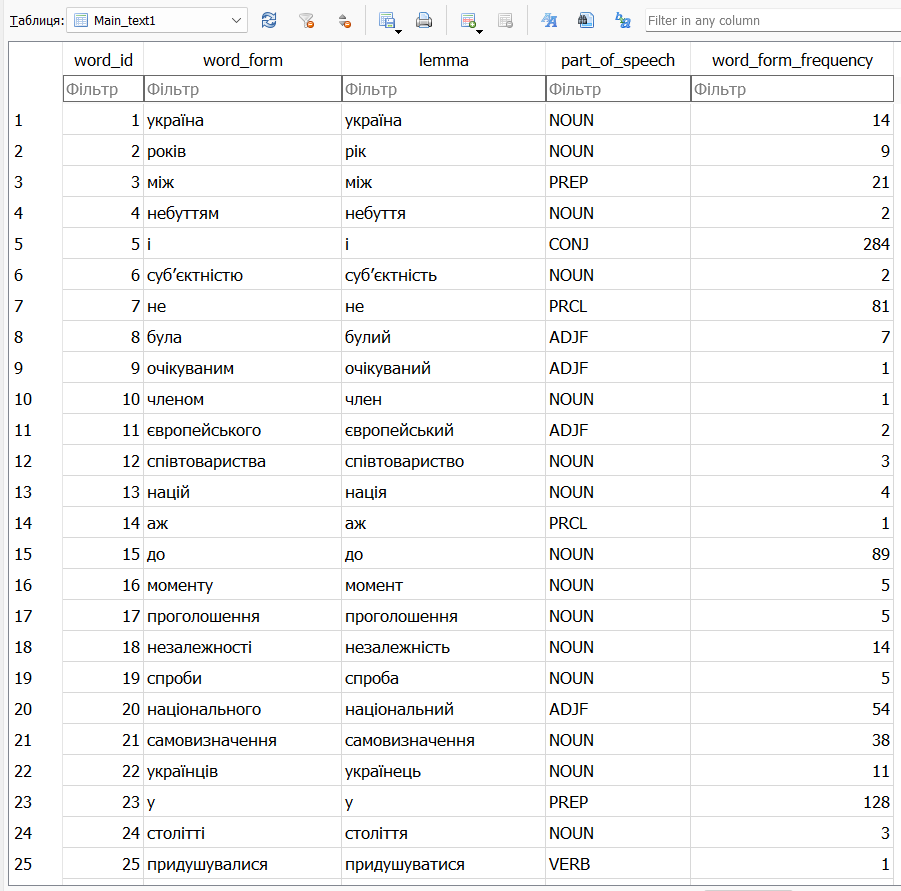 Таблиця: Main_text1 Filter in any column
word_id word_form lemma part_of_speech word_form_frequency
Фільтр Фільтр Фільтр Фільтр Фільтр
1 1 україна україна NOUN 14
2 2 років рік NOUN 9
3 3 між між PREP 21
4 4 небуттям небуття NOUN 2
5 5 і і CONJ 284
6 6 суб’єктністю суб’єктність NOUN 2
7 7 не не PRCL 81
8 8 була булий ADJF 7
9 9 очікуваним очікуваний ADJF 1
10 10 членом член NOUN 1
11 11 європейського європейський ADJF 2
12 12 співтовариства співтовариство NOUN 3
13 13 націй нація NOUN 4
14 14 аж аж PRCL 1
15 15 до до NOUN 89
16 16 моменту момент NOUN 5
17 17 проголошення проголошення NOUN 5
18 18 незалежності незалежність NOUN 14
19 19 спроби спроба NOUN 5
20 20 національного національний ADJF 54
21 21 самовизначення самовизначення NOUN 38
22 22 українців українець NOUN 11
23 23 у у PREP 128
24 24 столітті століття NOUN 3
25 25 придушувалися придушуватися VERB 1